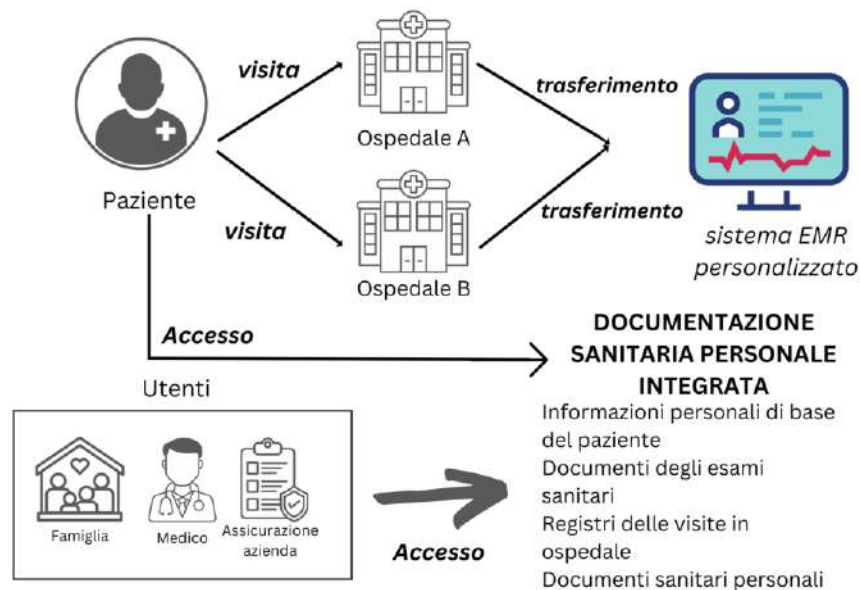 visita
trasferimento
Ospedale A
Paziente
visita
trasferimento
Ospedale B
sistema EMR
personalizzato
Accesso
DOCUMENTAZIONE
SANITARIA PERSONALE
INTEGRATA
Utenti
Famiglia
Medico
Assicurazione
azienda
Accesso
Informazioni personali di base
del paziente
Documenti degli esami
sanitari
Registri delle visite in
ospedale
Documenti sanitari personali